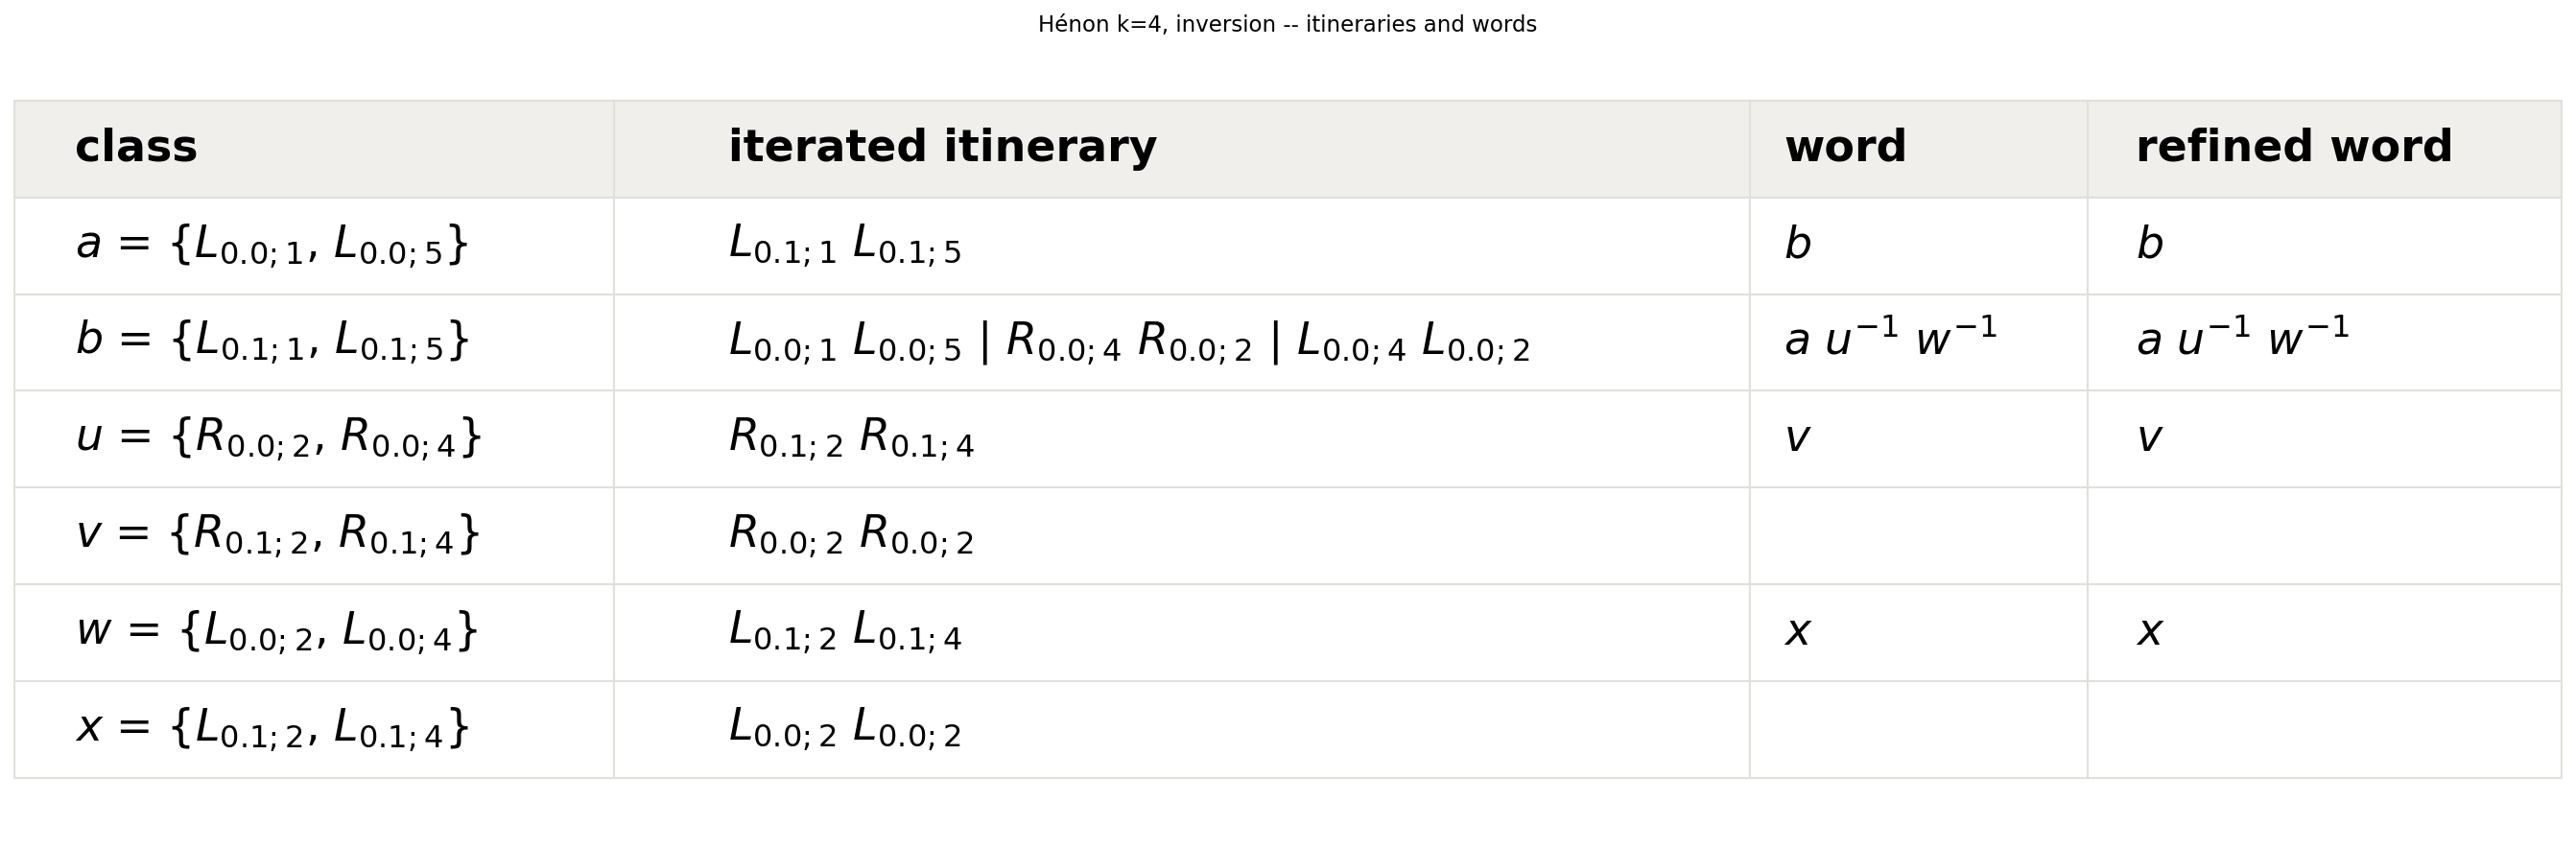 Hénon k=4, inversion -- itineraries and words
class iterated itinerary word refined word
a = {L₀.₀;₁, L₀.₀;₅} L₀.₁;₁ L₀.₁;₅ b b
b = {L₀.₁;₁, L₀.₁;₅} L₀.₀;₁ L₀.₀;₅ | R₀.₀;₄ R₀.₀;₂ | L₀.₀;₄ L₀.₀;₂ a u⁻¹ w⁻¹ a u⁻¹ w⁻¹
u = {R₀.₀;₂, R₀.₀;₄} R₀.₁;₂ R₀.₁;₄ v v
v = {R₀.₁;₂, R₀.₁;₄} R₀.₀;₂ R₀.₀;₂
w = {L₀.₀;₂, L₀.₀;₄} L₀.₁;₂ L₀.₁;₄ x x
x = {L₀.₁;₂, L₀.₁;₄} L₀.₀;₂ L₀.₀;₂